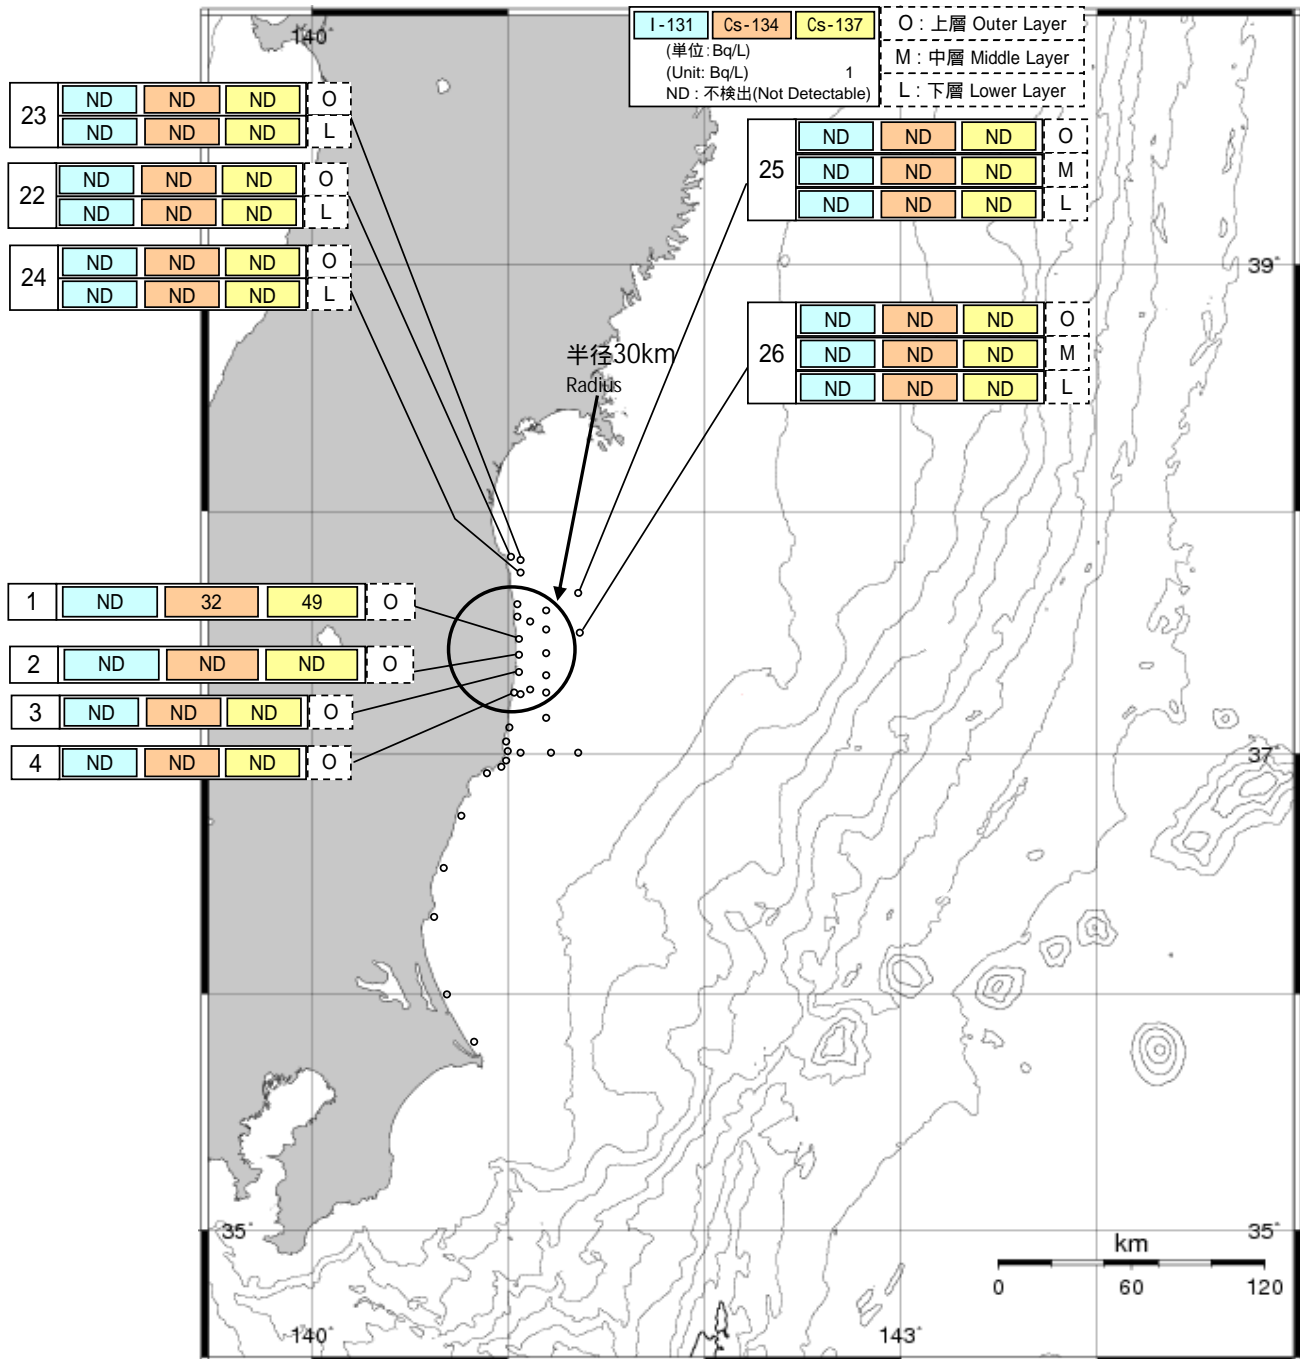 140°
I-131 Cs-134 Cs-137
(単位:Bq/L)
(Unit: Bq/L) 1
ND : 不検出(Not Detectable)
O : 上層 Outer Layer
M : 中層 Middle Layer
L : 下層 Lower Layer
23
ND ND ND O
ND ND ND L
22
ND ND ND O
ND ND ND L
24
ND ND ND O
ND ND ND L
25
ND ND ND O
ND ND ND M
ND ND ND L
39°
26
ND ND ND O
ND ND ND M
ND ND ND L
半径30km
Radius
1 ND 32 49 O
2 ND ND ND O
3 ND ND ND O
4 ND ND ND O
37°
35°
35°
km
0 60 120
140°
143°